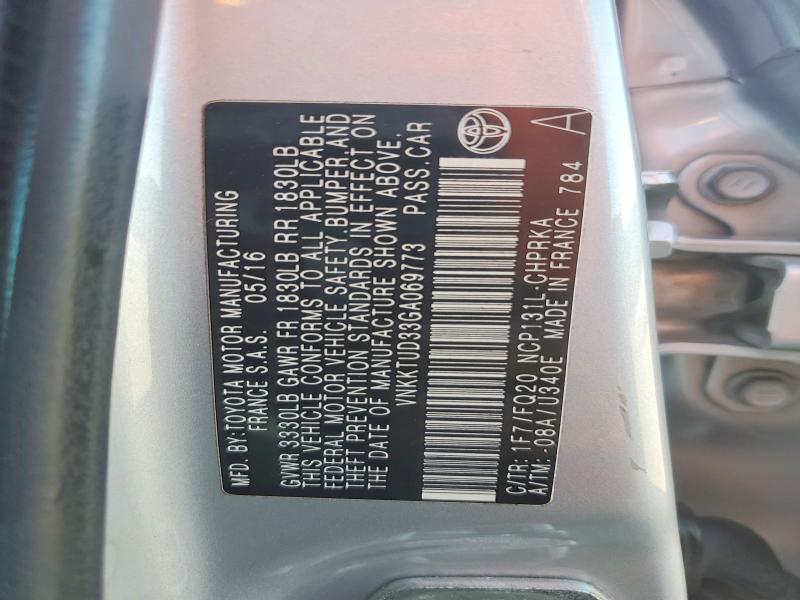 MFD. BY: TOYOTA MOTOR MANUFACTURING
FRANCE S.A.S. 05/16
GVWR 3330LB GAWR FR 1830LB RR 1830LB
THIS VEHICLE CONFORMS TO ALL APPLICABLE
FEDERAL MOTOR VEHICLE SAFETY, BUMPER, AND
THEFT PREVENTION STANDARDS IN EFFECT ON
THE DATE OF MANUFACTURE SHOWN ABOVE.
VNKKTUD33GA069773 PASS. CAR
C/TR: 1F7/FQ20 NCP131L-CHPRKA
A/TM: -08A/U340E MADE IN FRANCE 784
A